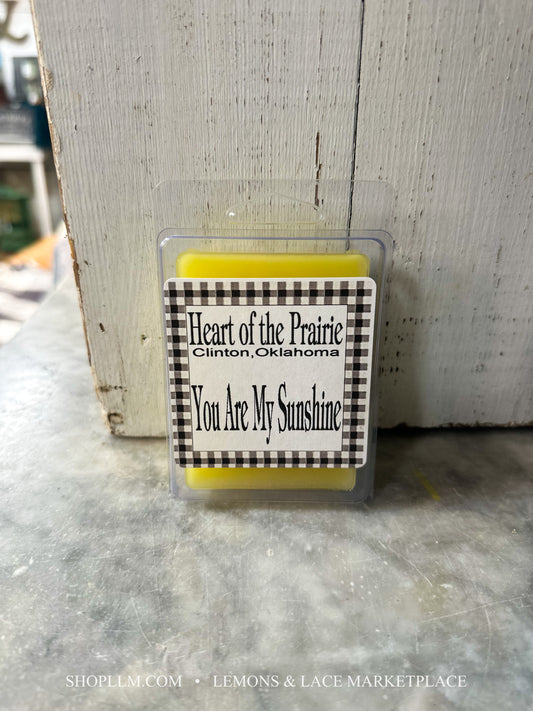 Heart of the Prairie
Clinton,Oklahoma
You Are My Sunshine
SHOPLLM.COM • LEMONS & LACE MARKETPLACE